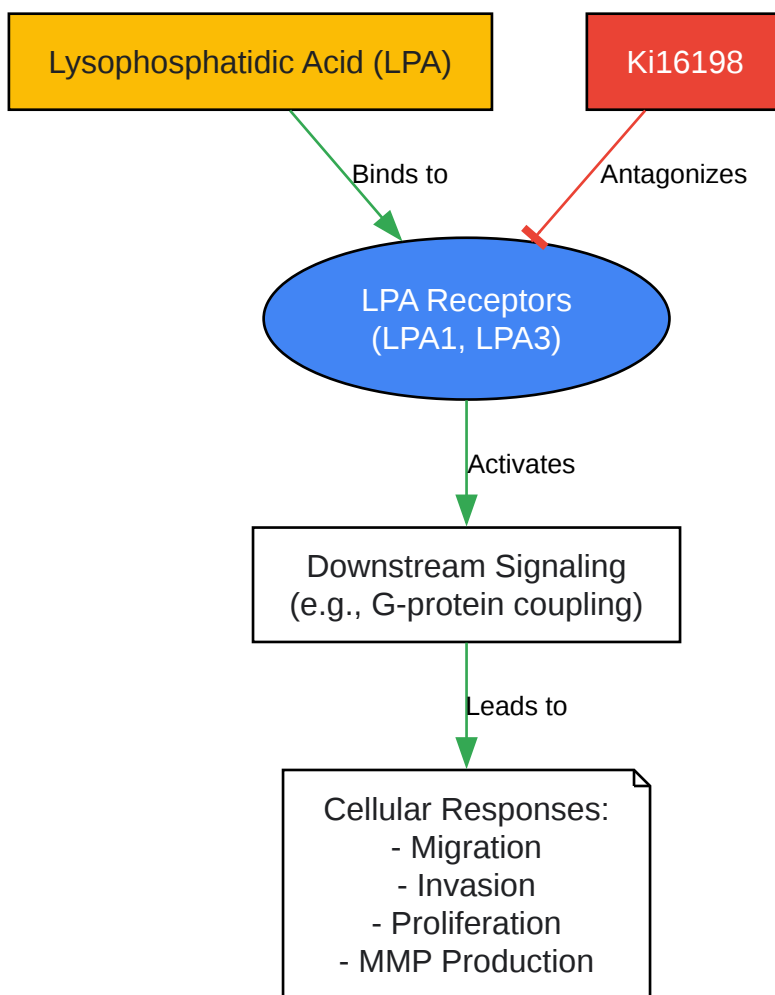 Lysophosphatidic Acid (LPA)
Ki16198
Binds to
Antagonizes
LPA Receptors
(LPA1, LPA3)
Activates
Downstream Signaling
(e.g., G-protein coupling)
Leads to
Cellular Responses:
- Migration
- Invasion
- Proliferation
- MMP Production